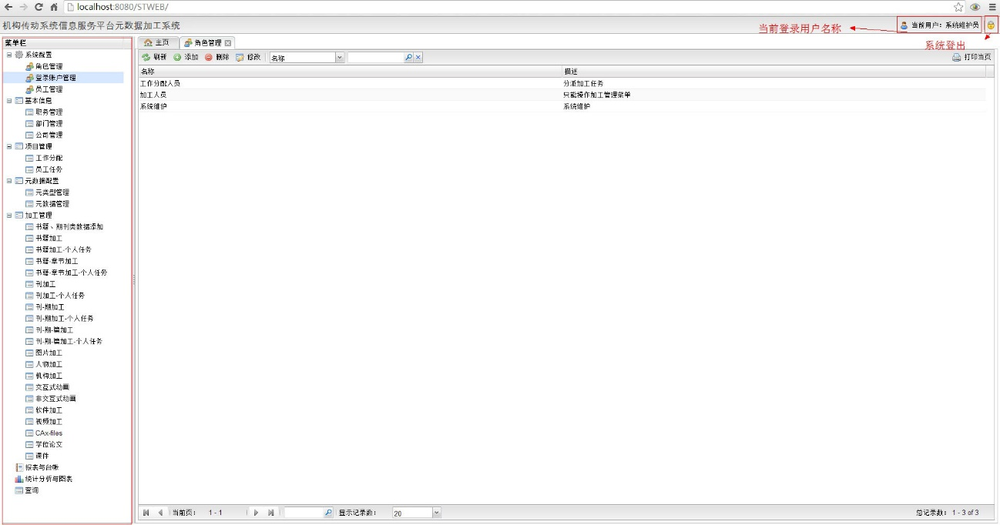 localhost:8080/STWEB/
机构传动系统信息服务平台元数据加工系统
当前登录用户名称
当前用户：系统维护员
系统登出
菜单栏
系统配置
角色管理
登录账户管理
员工管理
基本信息
职务管理
部门管理
公司管理
项目管理
工作分配
员工任务
元数据配置
元类型管理
元数据管理
加工管理
书籍、期刊类数据添加
书籍加工
书籍加工-个人任务
书籍-章节加工
书籍-章节加工-个人任务
刊加工
刊加工-个人任务
刊-期加工
刊-期加工-个人任务
刊-期-篇加工
刊-期-篇加工-个人任务
图片加工
人物加工
机构加工
交互式动画
非交互式动画
软件加工
视频加工
CAx-files
学位论文
课件
报表与台帐
统计分析与图表
查询
主页 角色管理
刷新 添加 删除 修改 名称 打印当页
名称 描述
工作分配人员 分派加工任务
加工人员 只能操作加工管理菜单
系统维护 系统维护
当前页： 1 - 1 显示记录数： 20 总记录数： 1 - 3 of 3